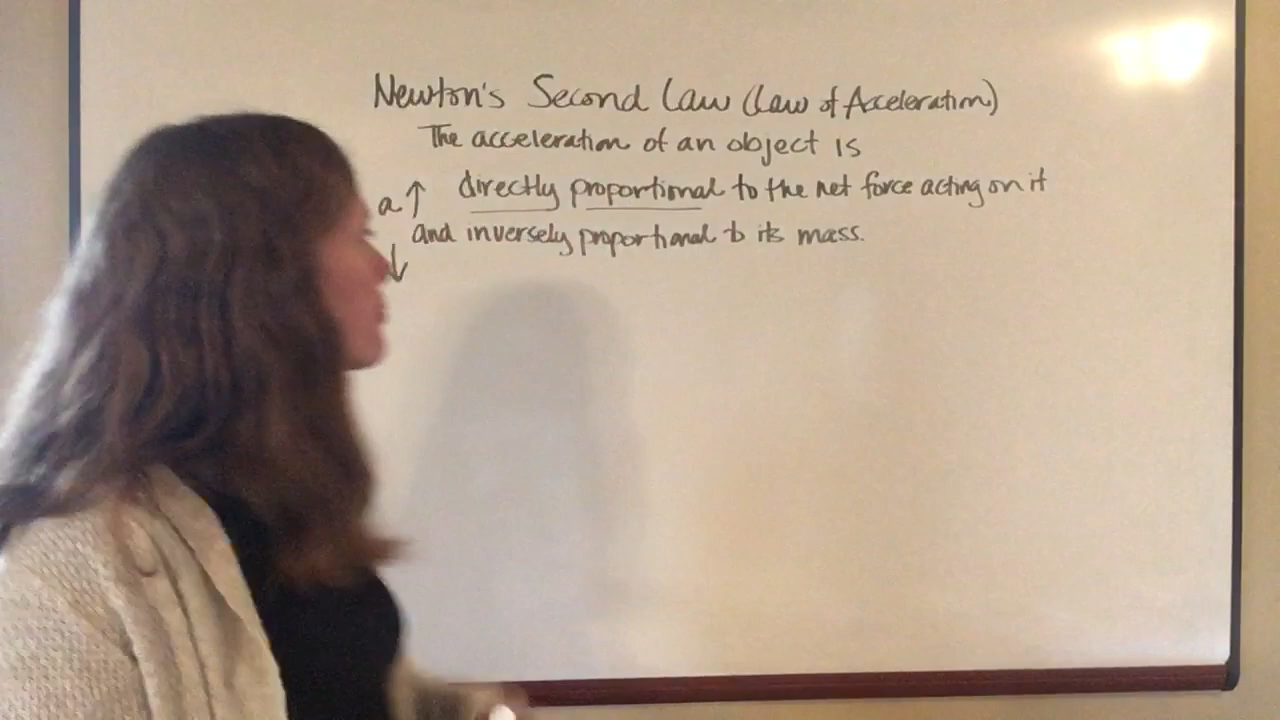 Newton's Second Law (Law of Acceleration)
The acceleration of an object is
a↑ directly proportional to the net force acting on it
↓ and inversely proportional to its mass.